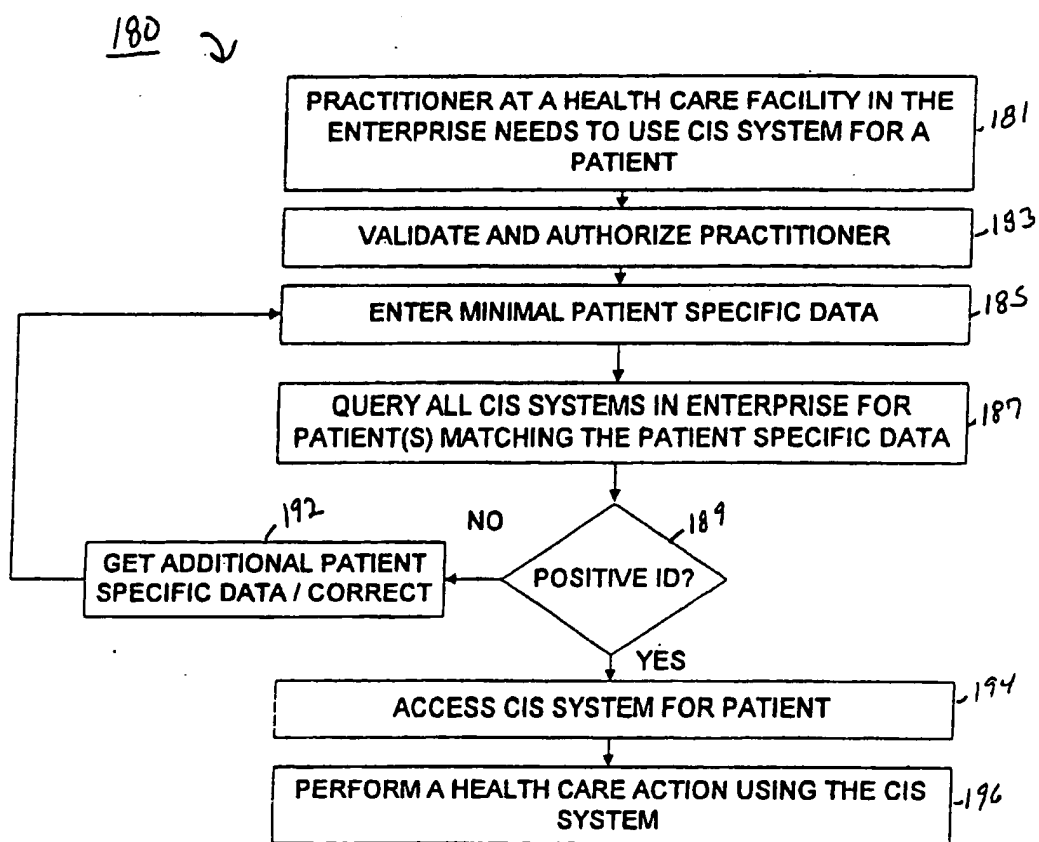 180
PRACTITIONER AT A HEALTH CARE FACILITY IN THE
ENTERPRISE NEEDS TO USE CIS SYSTEM FOR A
PATIENT
181
VALIDATE AND AUTHORIZE PRACTITIONER
183
ENTER MINIMAL PATIENT SPECIFIC DATA
185
QUERY ALL CIS SYSTEMS IN ENTERPRISE FOR
PATIENT(S) MATCHING THE PATIENT SPECIFIC DATA
187
192
NO
189
GET ADDITIONAL PATIENT
SPECIFIC DATA / CORRECT
POSITIVE ID?
YES
ACCESS CIS SYSTEM FOR PATIENT
194
PERFORM A HEALTH CARE ACTION USING THE CIS
SYSTEM
196